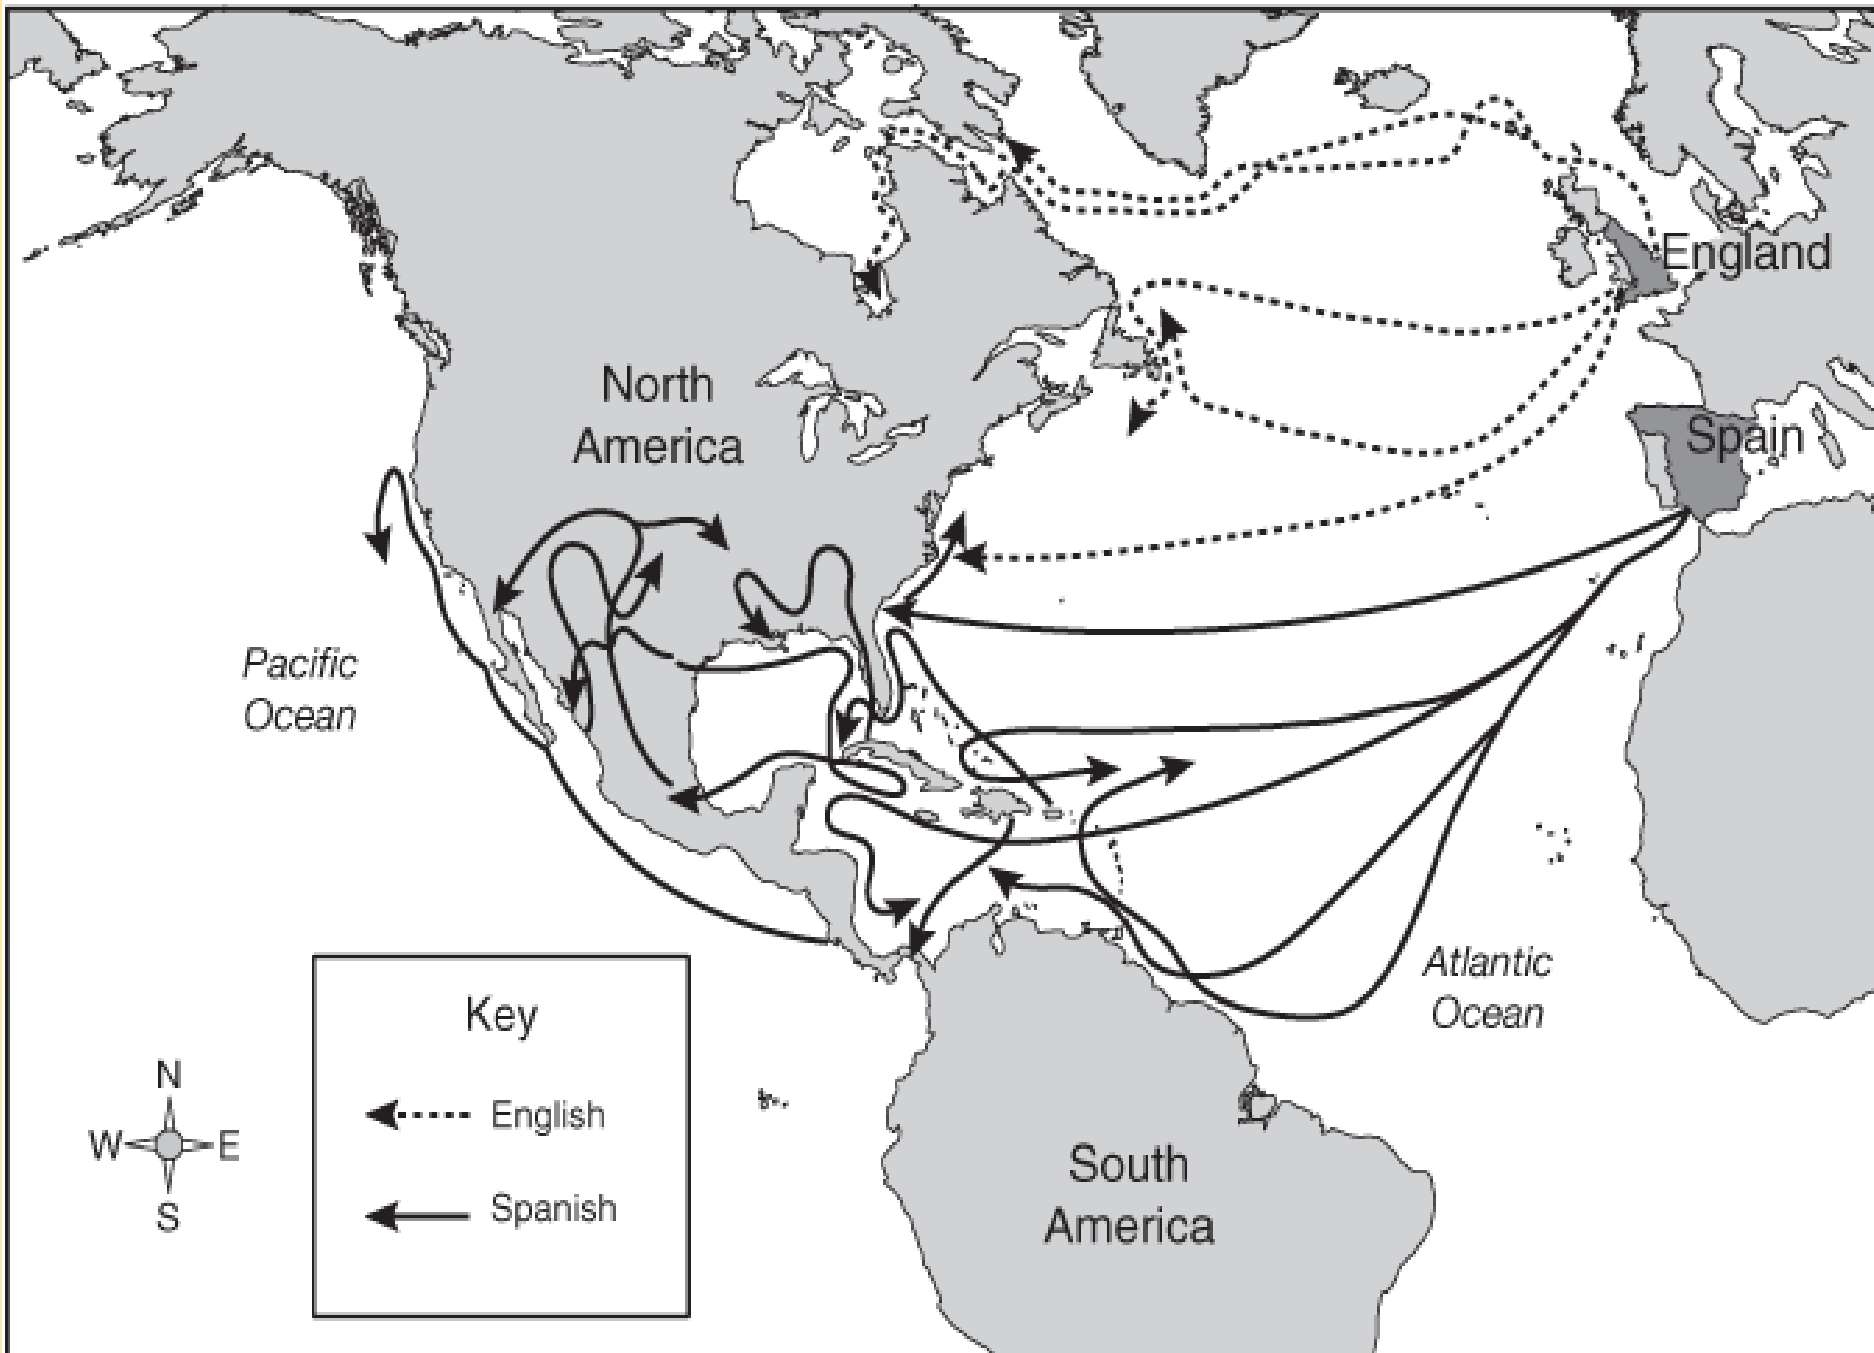 England
North
America
Spain
Pacific
Ocean
Atlantic
Ocean
Key
English
Spanish
N
W E
S
South
America